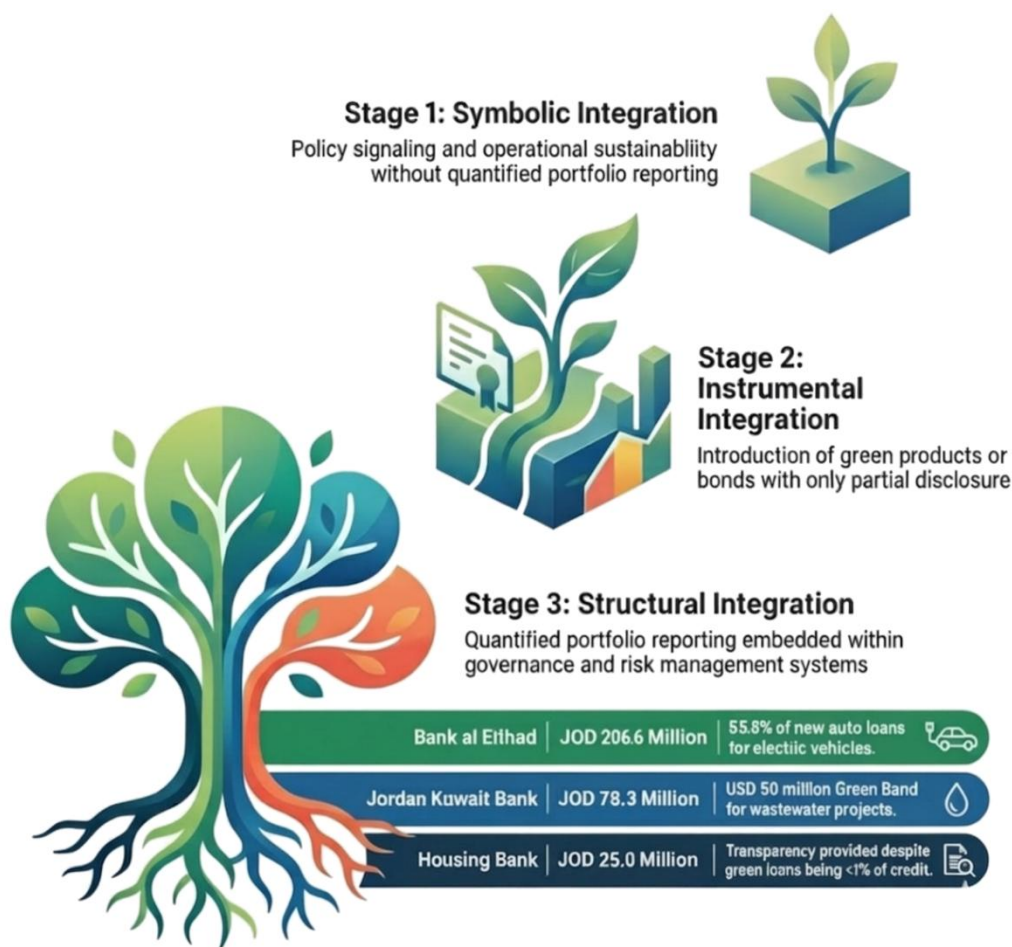 Stage 1: Symbolic Integration
Policy signaling and operational sustainabliity
without quantified portfolio reporting
Stage 2:
Instrumental
Integration
Introduction of green products or
bonds with only partial disclosure
Stage 3: Structural Integration
Quantified portfolio reporting embedded within
governance and risk management systems
Bank al Etlhad | JOD 206.6 Million | 55.8% of new auto loans
for electiic vehicles.
Jordan Kuwait Bank | JOD 78.3 Million | USD 50 milllon Green Band
for wastewater projects.
Housing Bank | JOD 25.0 Million | Transparency provided despite
green loans being <1% of credit.